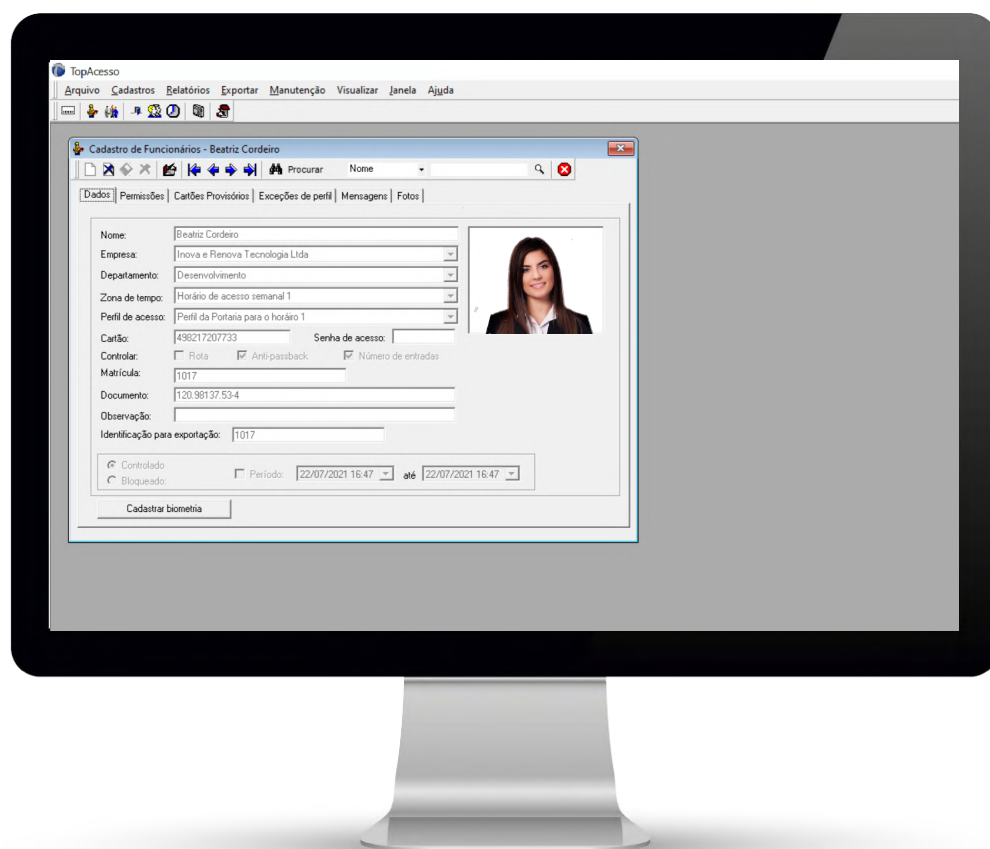 TopAcesso
Arquivo Cadastros Relatórios Exportar Manutenção Visualizar Janela Ajuda
Cadastro de Funcionários - Beatriz Cordeiro
Procurar Nome
Dados Permissões Cartões Provisórios Exceções de perfil Mensagens Fotos
Nome: Beatriz Cordeiro
Empresa: Inova e Renova Tecnologia Ltda
Departamento: Desenvolvimento
Zona de tempo: Horário de acesso semanal 1
Perfil de acesso: Perfil da Portaria para o horáiro 1
Cartão: 498217207733 Senha de acesso:
Controlar: Rota Anti-passback Número de entradas
Matrícula: 1017
Documento: 120.98137.53-4
Observação:
Identificação para exportação: 1017
Controlado
Bloqueado: Período: 22/07/2021 16:47 até 22/07/2021 16:47
Cadastrar biometria